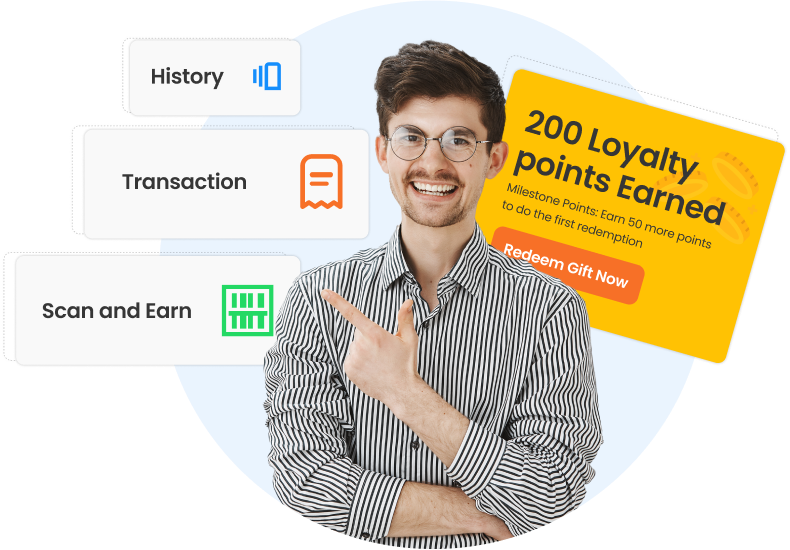 History
Transaction
Scan and Earn
200 Loyalty
points Earned
Milestone Points: Earn 50 more points
to do the first redemption
Redeem Gift Now